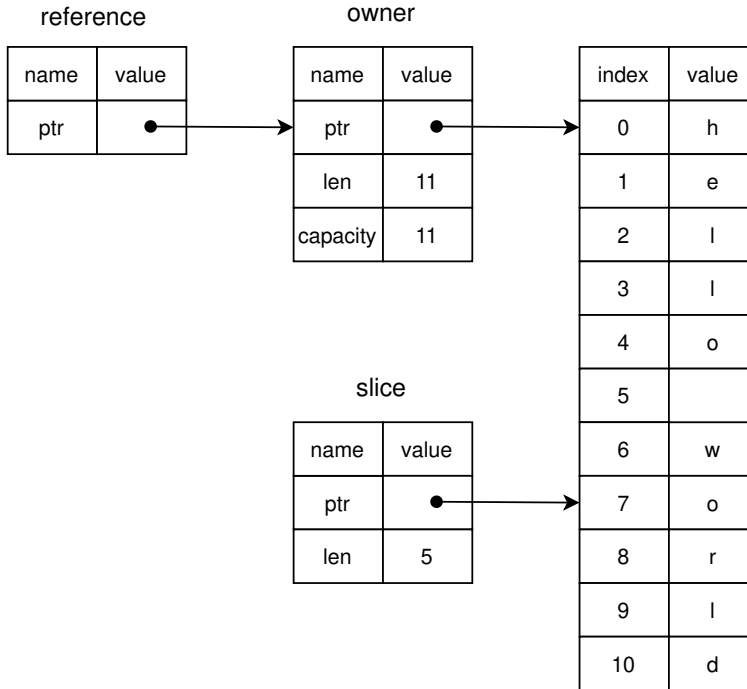 reference
name value
ptr
owner
name value
ptr
len 11
capacity 11
slice
name value
ptr
len 5
index value
0 h
1 e
2 l
3 l
4 o
5
6 w
7 o
8 r
9 l
10 d